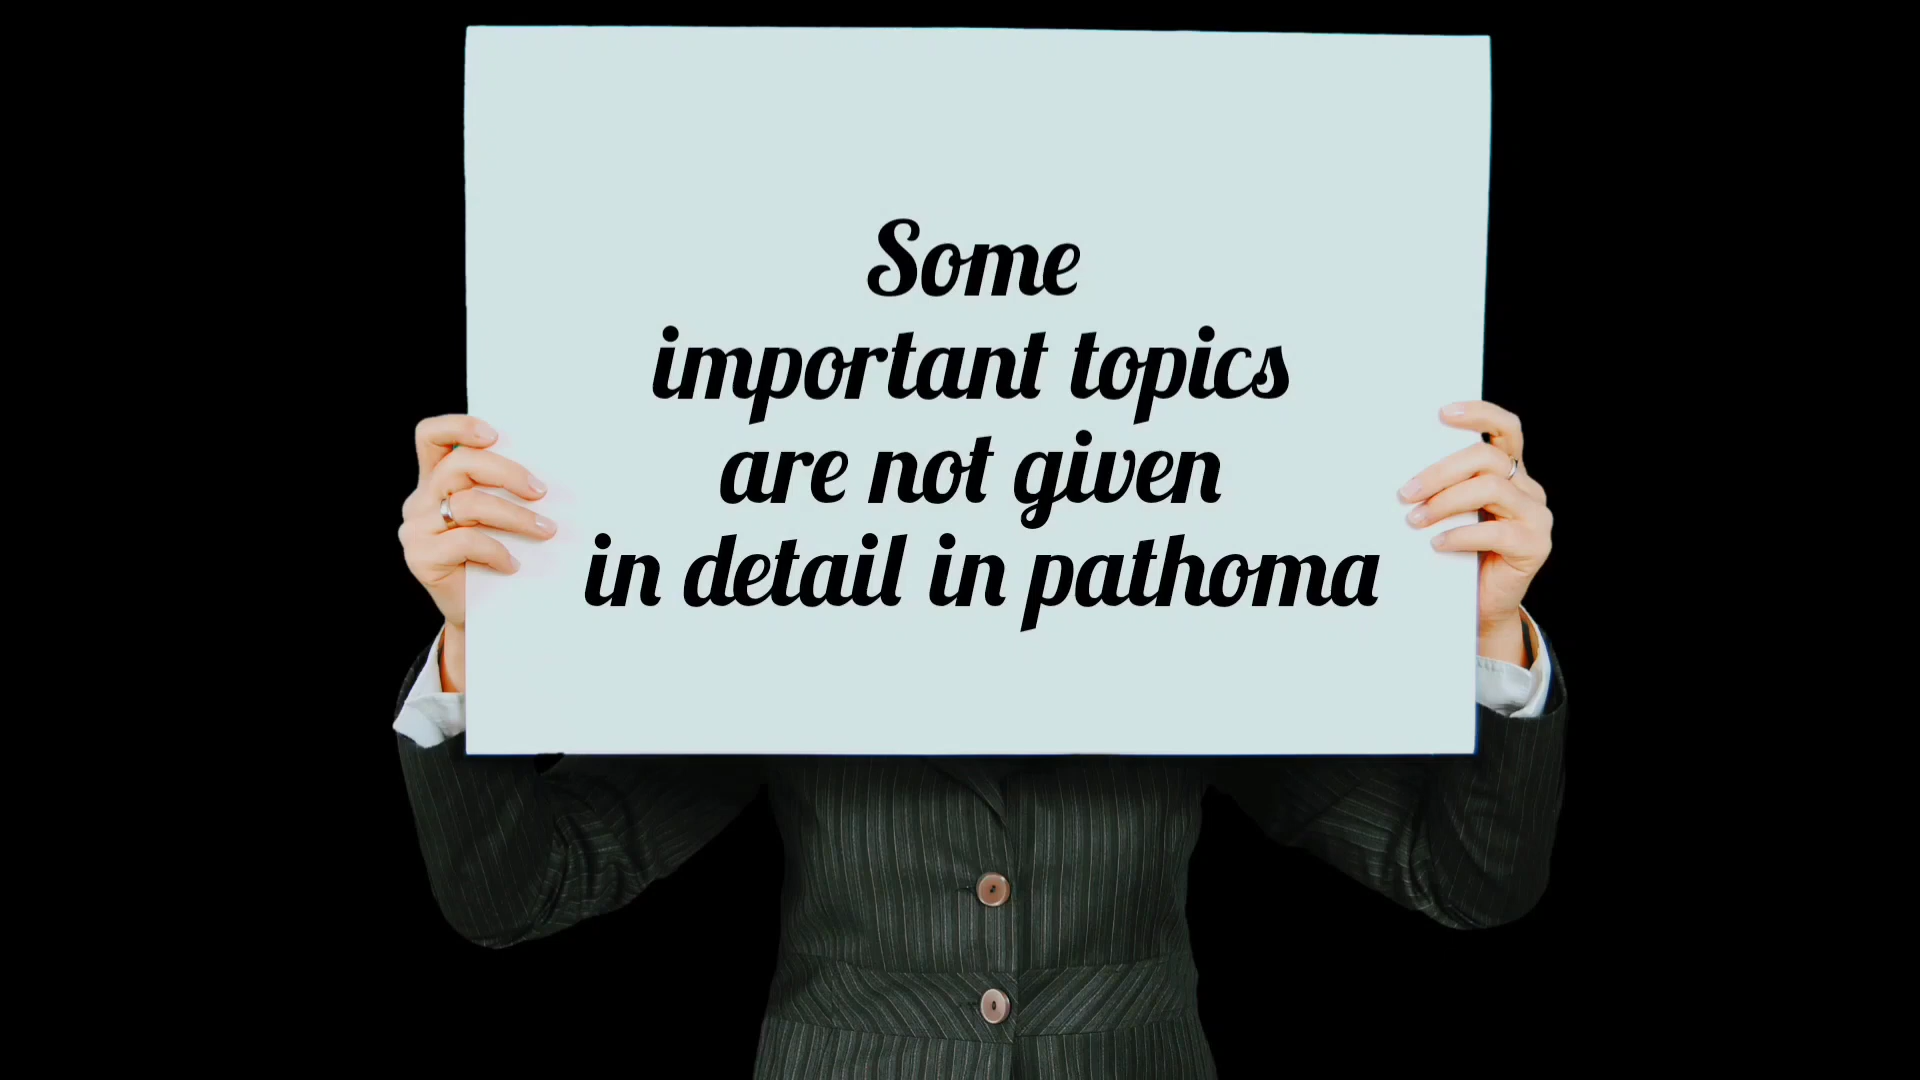 Some
important topics
are not given
in detail in pathoma